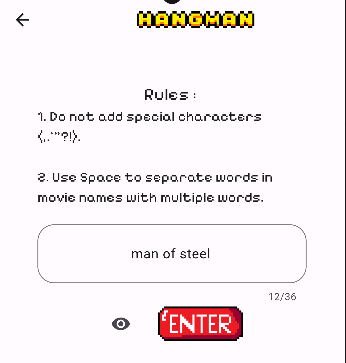 HANGMAN
Rules :
1. Do not add special characters
(,.'"?!).
2. Use Space to separate words in
movie names with multiple words.
man of steel
12/36
ENTER